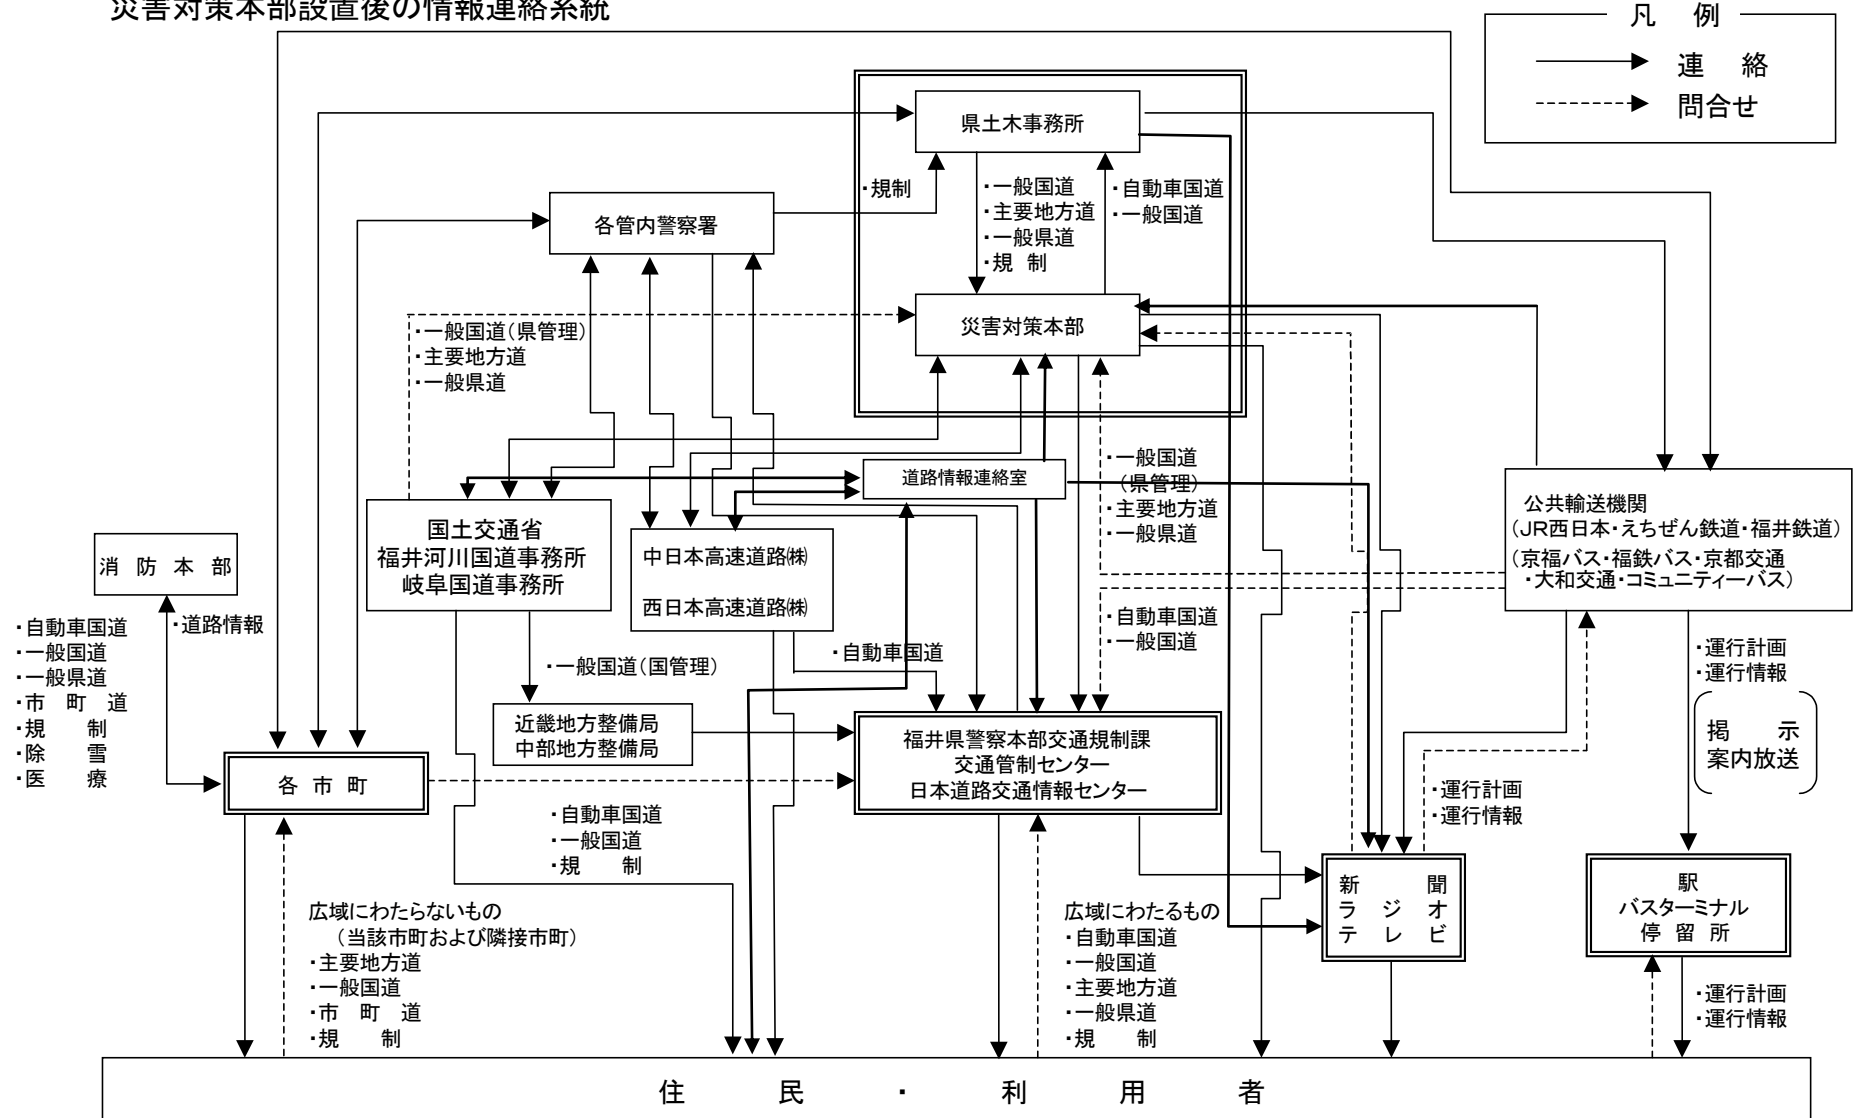 災害対策本部設置後の情報連絡系統
凡 例
連 絡
問合せ
県土木事務所
・規制
・一般国道
・主要地方道
・一般県道
・規 制
・自動車国道
・一般国道
各管内警察署
災害対策本部
・一般国道(県管理)
・主要地方道
・一般県道
道路情報連絡室
・一般国道
(県管理)
・主要地方道
・一般県道
公共輸送機関
(JR西日本・えちぜん鉄道・福井鉄道)
(京福バス・福鉄バス・京都交通
・大和交通・コミュニティーバス)
国土交通省
福井河川国道事務所
岐阜国道事務所
中日本高速道路㈱
西日本高速道路㈱
消 防 本 部
・道路情報
・自動車国道
・一般国道
・一般県道
・市 町 道
・規 制
・除 雪
・医 療
・自動車国道
・一般国道
・自動車国道
・一般国道(国管理)
・運行計画
・運行情報
掲 示
案内放送
近畿地方整備局
中部地方整備局
福井県警察本部交通規制課
交通管制センター
日本道路交通情報センター
各 市 町
・運行計画
・運行情報
・自動車国道
・一般国道
・規 制
新 聞
ラ ジ オ
テ レ ビ
駅
バスターミナル
停 留 所
広域にわたらないもの
(当該市町および隣接市町)
・主要地方道
・一般国道
・市 町 道
・規 制
広域にわたるもの
・自動車国道
・一般国道
・主要地方道
・一般県道
・規 制
・運行計画
・運行情報
住 民 ・ 利 用 者